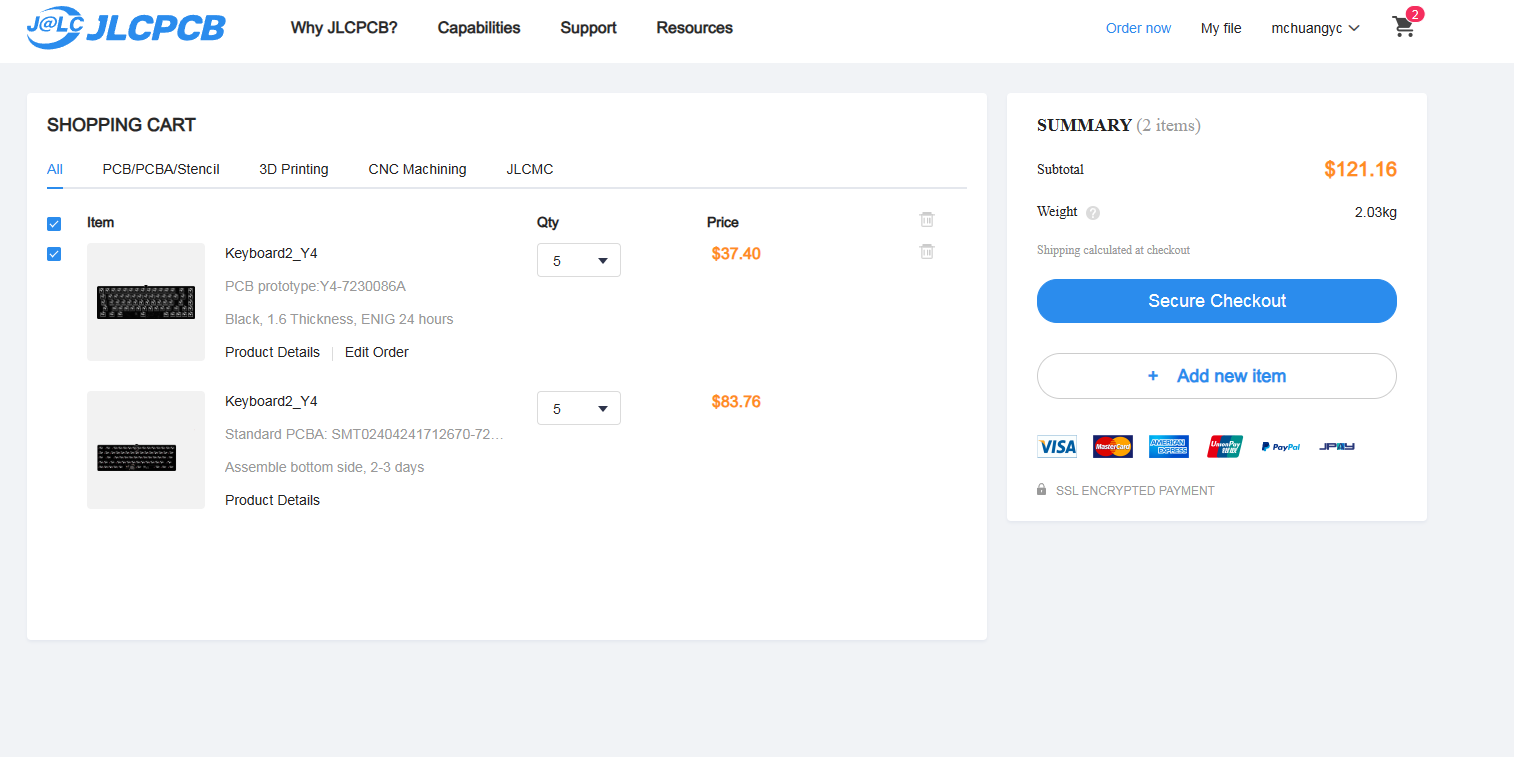 J@LC JLCPCB
Why JLCPCB? Capabilities Support Resources
Order now My file mchuangyc 2
SHOPPING CART
All PCB/PCBA/Stencil 3D Printing CNC Machining JLCMC
Item Qty Price
Keyboard2_Y4 5 $37.40
PCB prototype:Y4-7230086A
Black, 1.6 Thickness, ENIG 24 hours
Product Details | Edit Order
Keyboard2_Y4 5 $83.76
Standard PCBA: SMT02404241712670-72…
Assemble bottom side, 2-3 days
Product Details
SUMMARY (2 items)
Subtotal $121.16
Weight ? 2.03kg
Shipping calculated at checkout
Secure Checkout
+ Add new item
VISA MasterCard AMERICAN EXPRESS UnionPay 银联 PayPal JPAY
SSL ENCRYPTED PAYMENT